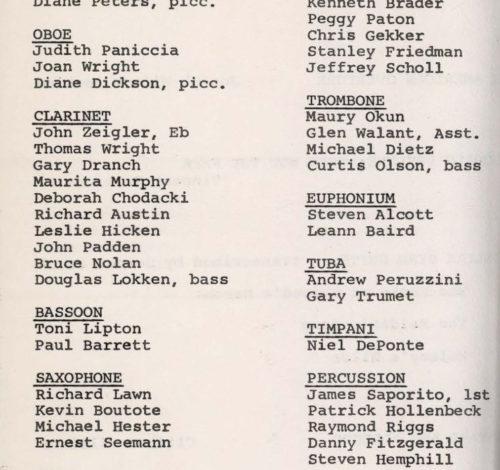 Diane Peters, picc.
OBOE
Judith Paniccia
Joan Wright
Diane Dickson, picc.
CLARINET
John Zeigler, Eb
Thomas Wright
Gary Dranch
Maurita Murphy
Deborah Chodacki
Richard Austin
Leslie Hicken
John Padden
Bruce Nolan
Douglas Lokken, bass
BASSOON
Toni Lipton
Paul Barrett
SAXOPHONE
Richard Lawn
Kevin Boutote
Michael Hester
Ernest Seemann
Kenneth Brader
Peggy Paton
Chris Gekker
Stanley Friedman
Jeffrey Scholl
TROMBONE
Maury Okun
Glen Walant, Asst.
Michael Dietz
Curtis Olson, bass
EUPHONIUM
Steven Alcott
Leann Baird
TUBA
Andrew Peruzzini
Gary Trumet
TIMPANI
Niel DePonte
PERCUSSION
James Saporito, 1st
Patrick Hollenbeck
Raymond Riggs
Danny Fitzgerald
Steven Hemphill